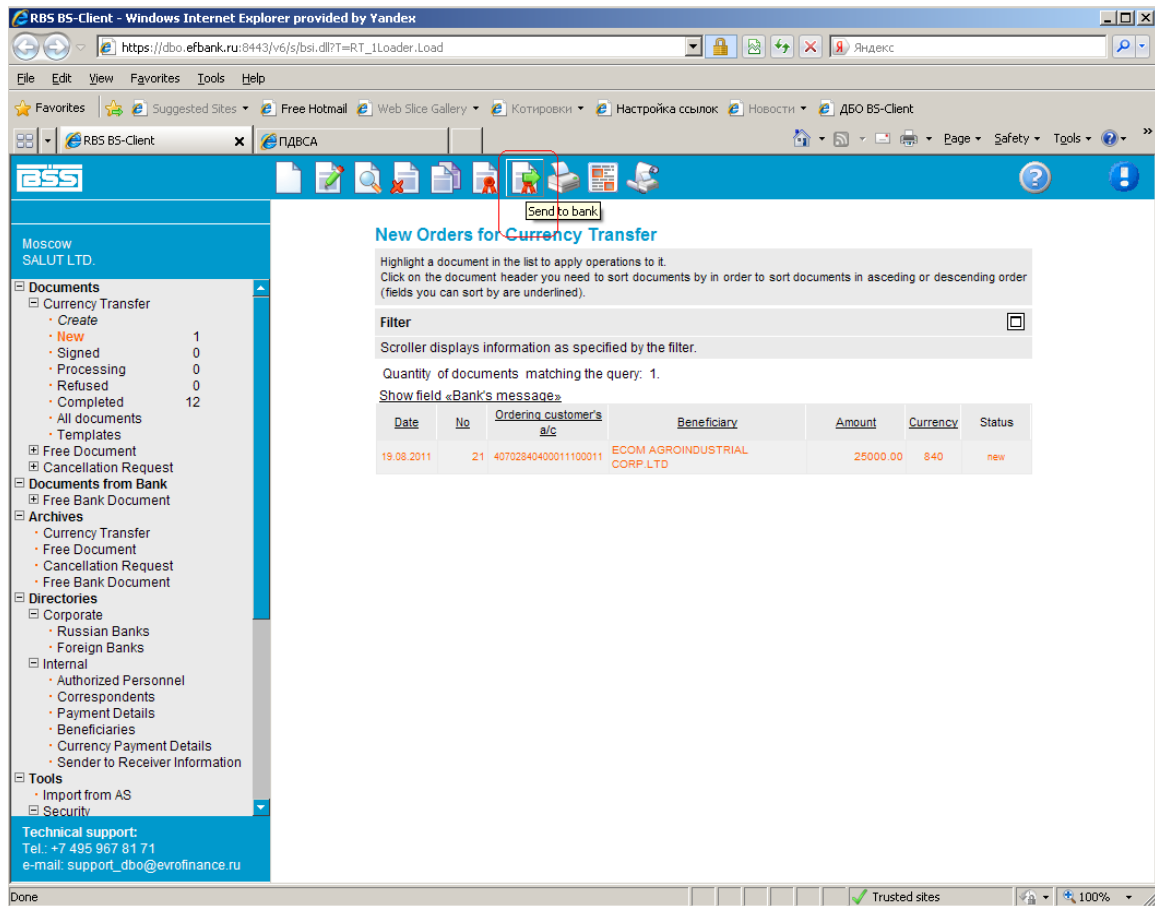 RBS BS-Client - Windows Internet Explorer provided by Yandex
https://dbo.efbank.ru:8443/v6/s/bsi.dll?T=RT_1Loader.Load
Яндекс
File Edit View Favorites Tools Help
Favorites Suggested Sites Free Hotmail Web Slice Gallery Котировки Настройка ссылок Новости ДБО BS-Client
RBS BS-Client x ПДВСА Page Safety Tools »
BSS
Send to bank
Moscow
SALUT LTD.
Documents
Currency Transfer
Create
New 1
Signed 0
Processing 0
Refused 0
Completed 12
All documents
Templates
Free Document
Cancellation Request
Documents from Bank
Free Bank Document
Archives
Currency Transfer
Free Document
Cancellation Request
Free Bank Document
Directories
Corporate
Russian Banks
Foreign Banks
Internal
Authorized Personnel
Correspondents
Payment Details
Beneficiaries
Currency Payment Details
Sender to Receiver Information
Tools
Import from AS
Security
Technical support:
Tel.: +7 495 967 81 71
e-mail: support_dbo@evrofinance.ru
New Orders for Currency Transfer
Highlight a document in the list to apply operations to it.
Click on the document header you need to sort documents by in order to sort documents in asceding or descending order
(fields you can sort by are underlined).
Filter
Scroller displays information as specified by the filter.
Quantity of documents matching the query: 1.
Show field «Bank's message»
Date No Ordering customer's a/c Beneficiary Amount Currency Status
19.08.2011 21 40702840400011100011 ECOM AGROINDUSTRIAL CORP.LTD 25000.00 840 new
Done Trusted sites 100%